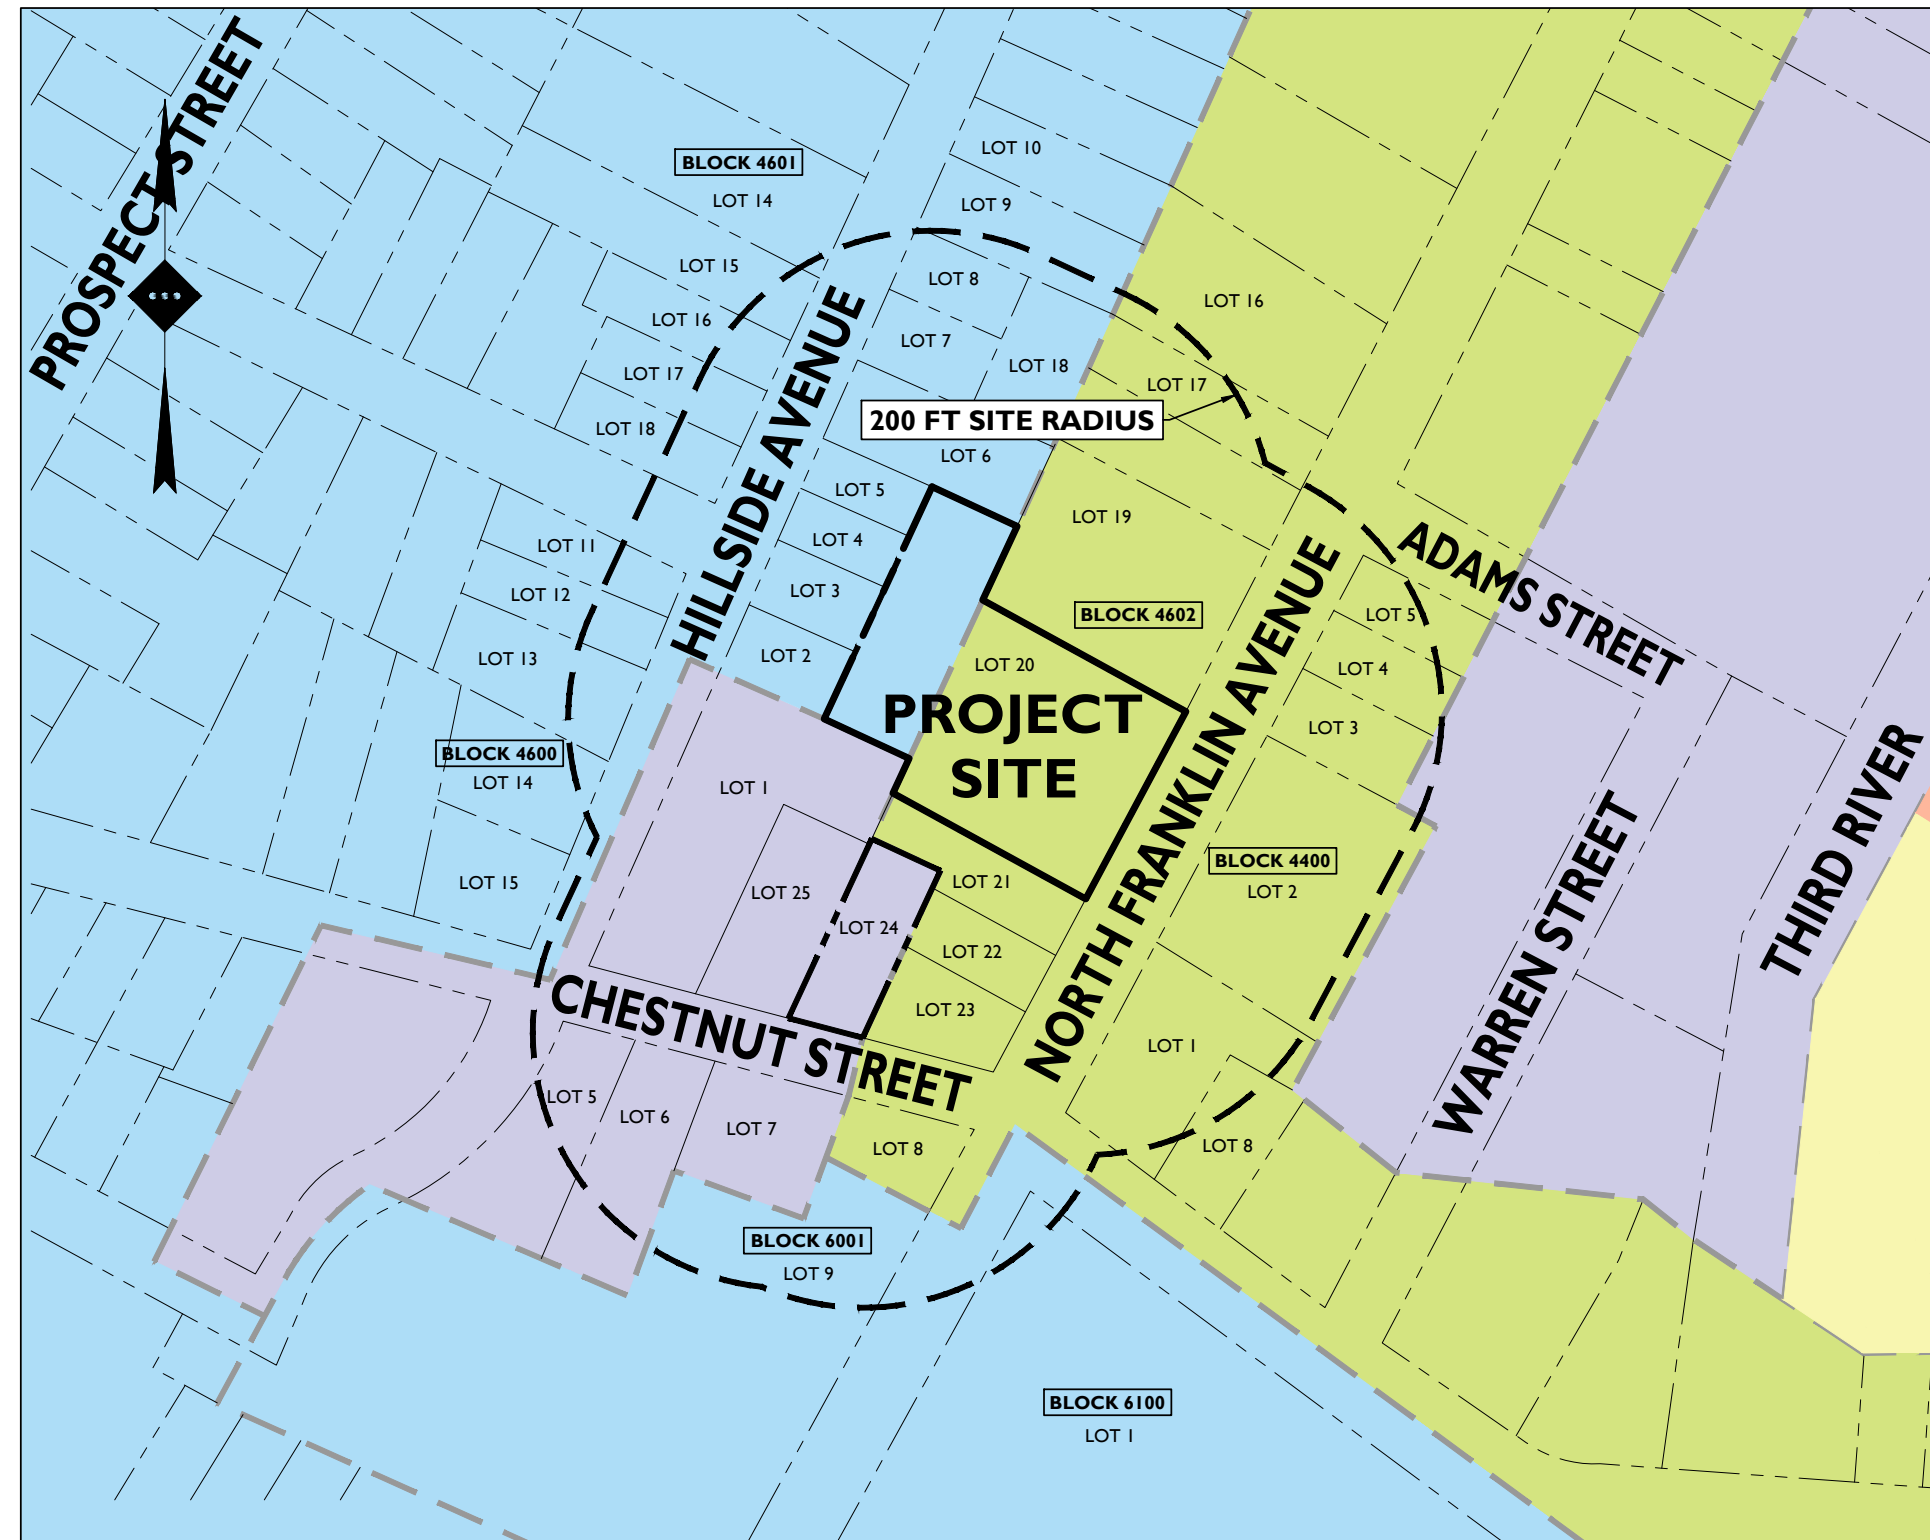 PROSPECT STREET
BLOCK 4601
LOT 14
LOT 10
LOT 9
LOT 15
LOT 8
LOT 16
LOT 16
LOT 7
LOT 17
LOT 18
LOT 17
200 FT SITE RADIUS
LOT 18
HILLSIDE AVENUE
LOT 6
LOT 5
LOT 19
LOT 4
LOT 11
ADAMS STREET
LOT 12
LOT 3
BLOCK 4602
LOT 5
LOT 13
LOT 2
LOT 20
LOT 4
PROJECT
SITE
NORTH FRANKLIN AVENUE
LOT 3
BLOCK 4600
LOT 14
LOT 1
THIRD RIVER
WARREN STREET
BLOCK 4400
LOT 2
LOT 15
LOT 25
LOT 21
LOT 24
LOT 22
LOT 23
CHESTNUT STREET
LOT 1
LOT 5
LOT 6
LOT 7
LOT 8
LOT 8
BLOCK 6001
LOT 9
BLOCK 6100
LOT 1